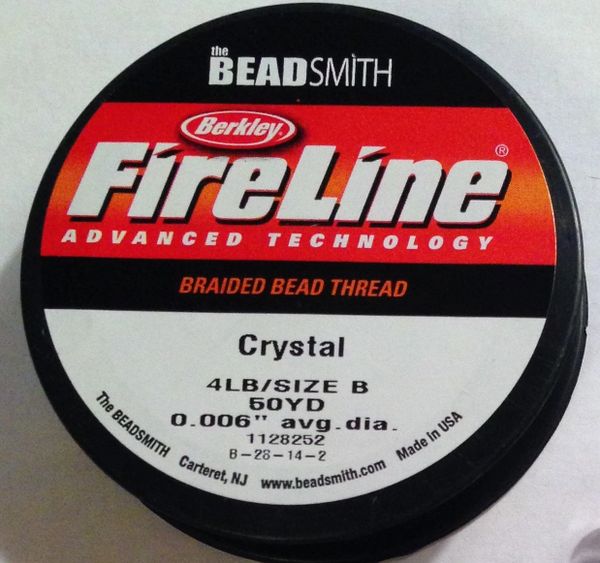 the
BEADSMITH
Berkley
FireLine®
ADVANCED TECHNOLOGY
BRAIDED BEAD THREAD
Crystal
4LB/SIZE B
50YD
0.006" avg.dia.
1128252
B-28-14-2
The BEADSMITH Carteret, NJ www.beadsmith.com Made in USA